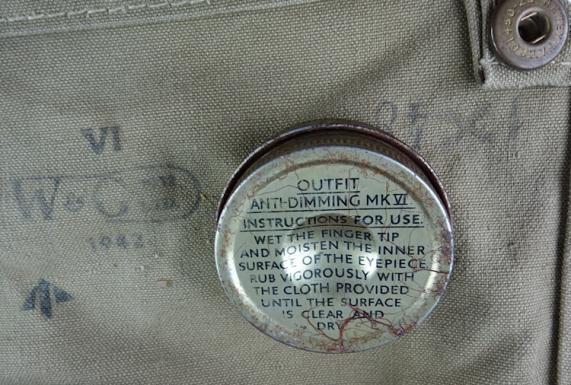 VI
1942
OUTFIT
ANTI-DIMMING MK VI
INSTRUCTIONS FOR USE.
WET THE FINGER TIP
AND MOISTEN THE INNER
SURFACE OF THE EYEPIECE
RUB VIGOROUSLY WITH
THE CLOTH PROVIDED
UNTIL THE SURFACE
IS CLEAR AND
DRY